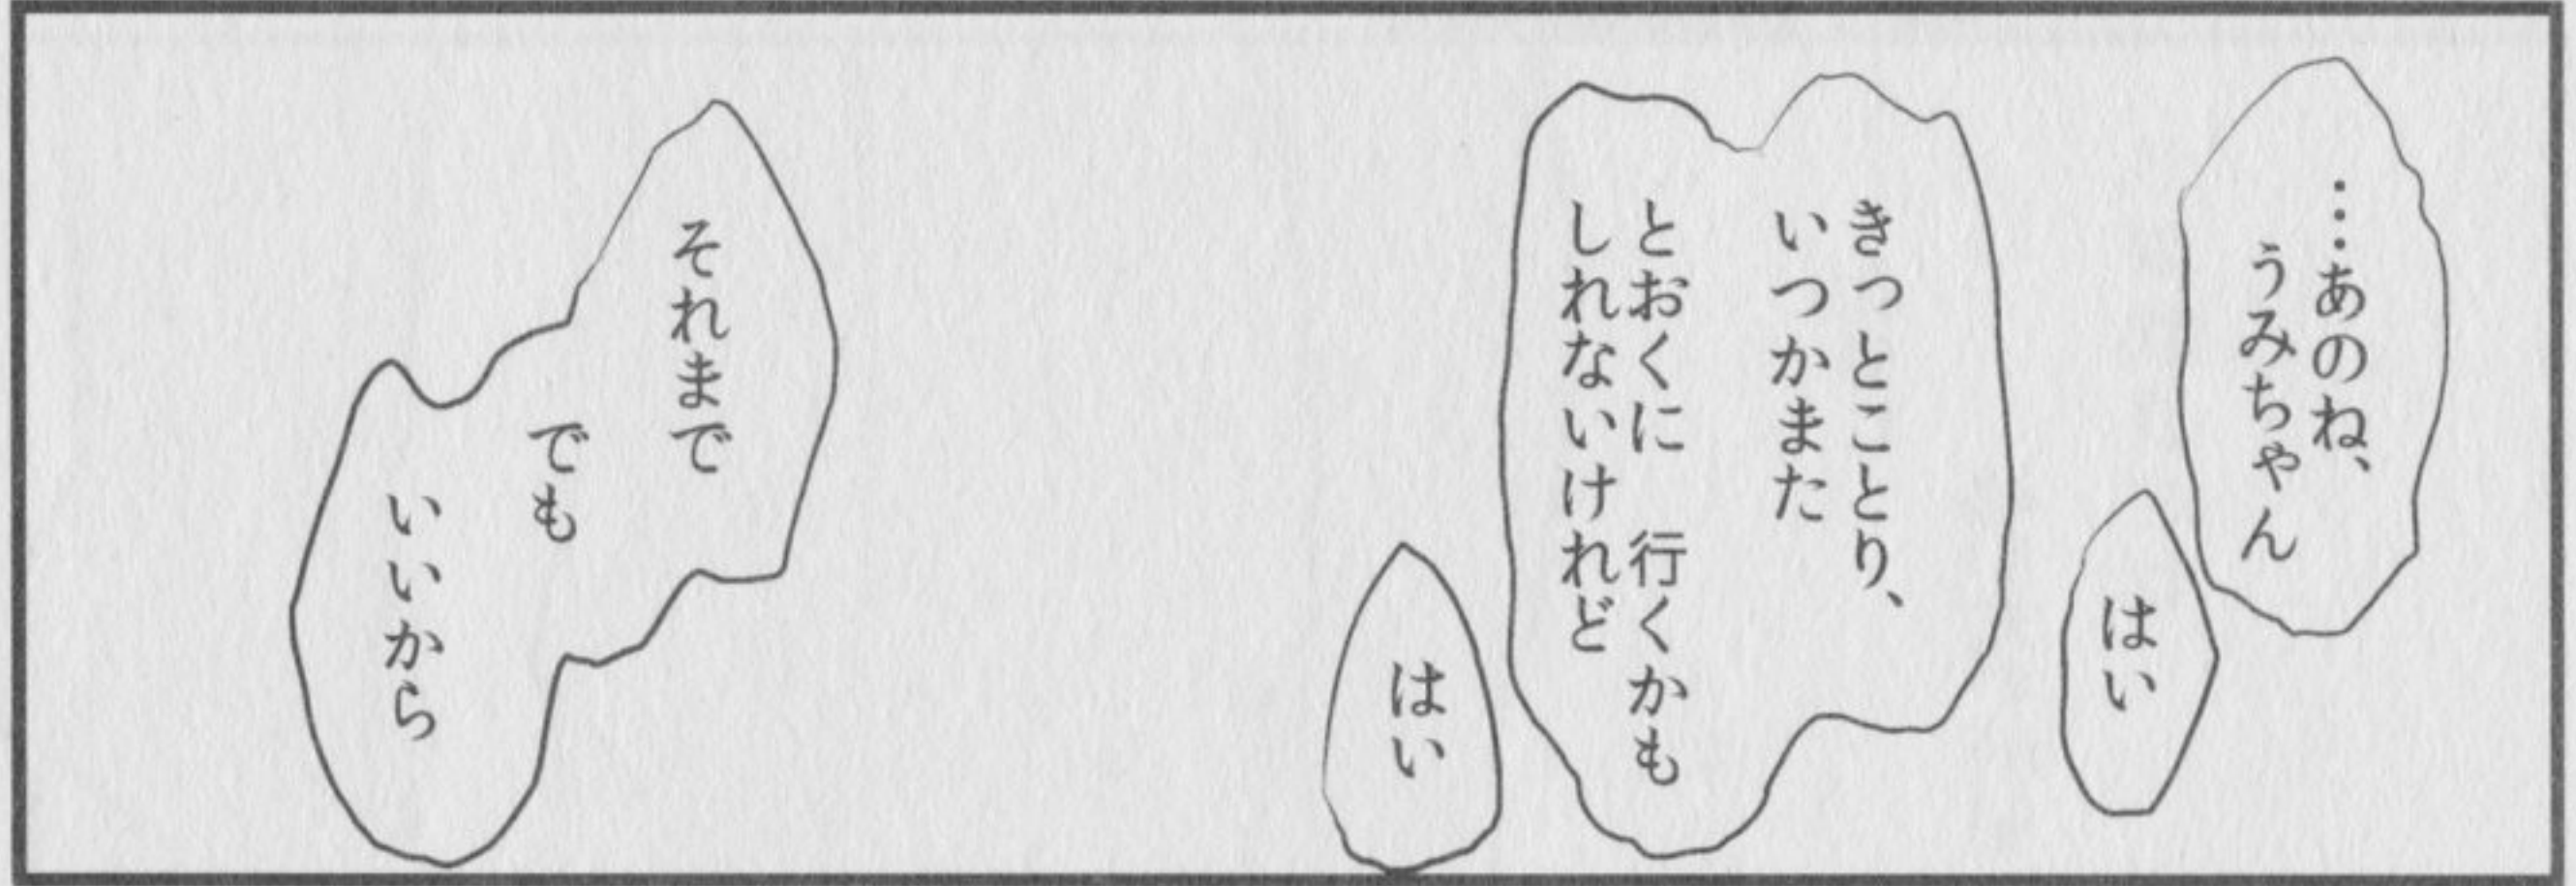 …あのね、
うみちゃん
はい
きっとことり、
いつかまた
とおくに　行くかも
しれないけれど
はい
それまで
でも
いいから